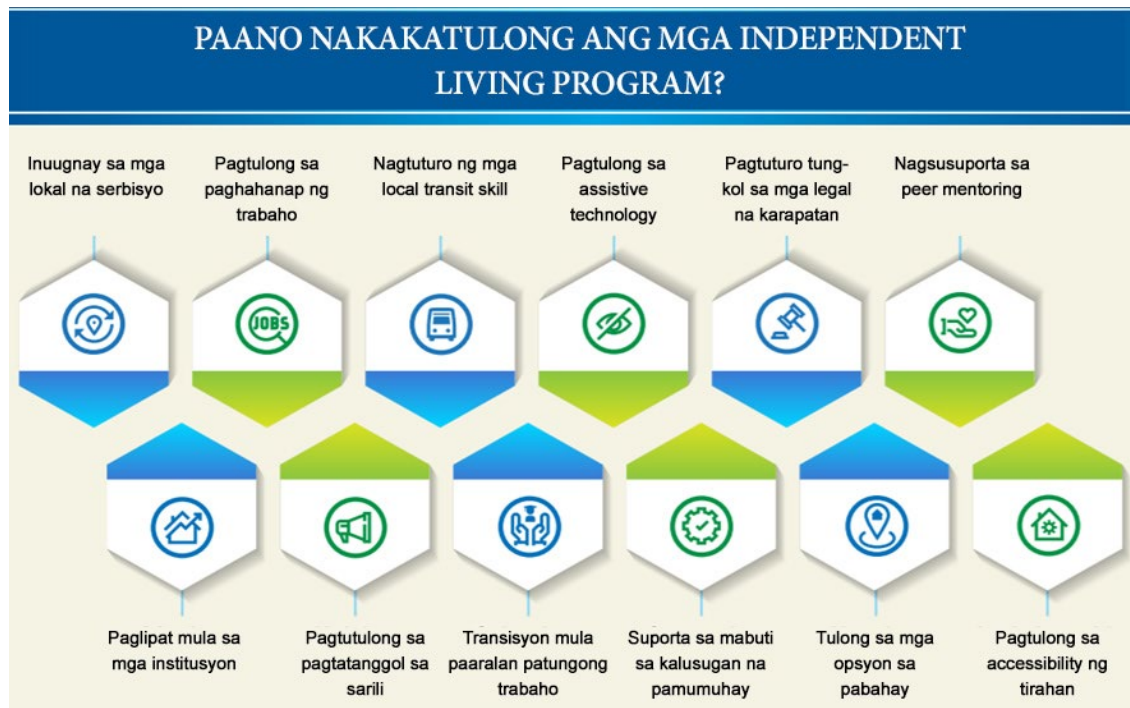 PAANO NAKAKATULONG ANG MGA INDEPENDENT
LIVING PROGRAM?
Inuugnay sa mga
lokal na serbisyo
Pagtulong sa
paghahanap ng
trabaho
Nagtuturo ng mga
local transit skill
Pagtulong sa
assistive
technology
Pagtuturo tung-
kol sa mga legal
na karapatan
Nagsusuporta sa
peer mentoring
JOBS
Paglipat mula sa
mga institusyon
Pagtutulong sa
pagtatanggol sa
sarili
Transisyon mula
paaralan patungong
trabaho
Suporta sa mabuti
sa kalusugan na
pamumuhay
Tulong sa mga
opsyon sa
pabahay
Pagtulong sa
accessibility ng
tirahan